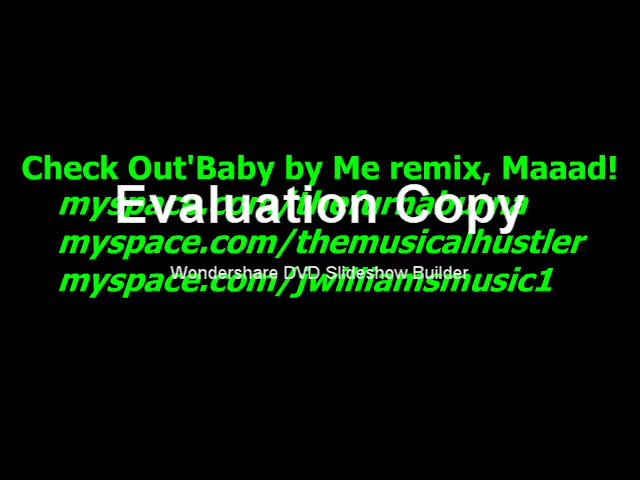 Check Out'Baby by Me remix, Maaad!
Evaluation Copy
myspace.com/themusicalhustler
Wondershare DVD Slideshow Builder
myspace.com/jwilliamsmusic1